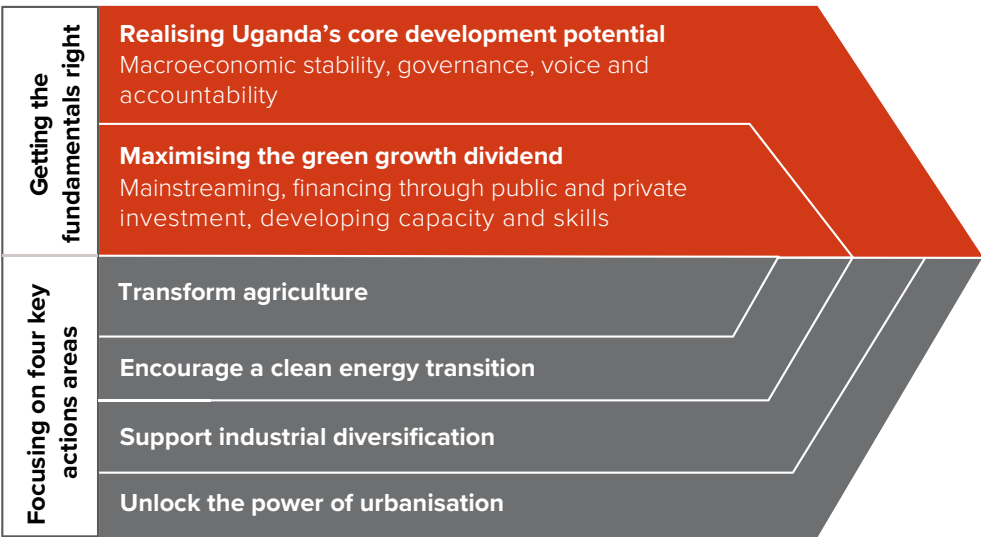 Getting the
fundamentals right
Realising Uganda’s core development potential
Macroeconomic stability, governance, voice and
accountability
Maximising the green growth dividend
Mainstreaming, financing through public and private
investment, developing capacity and skills
Focusing on four key
actions areas
Transform agriculture
Encourage a clean energy transition
Support industrial diversification
Unlock the power of urbanisation